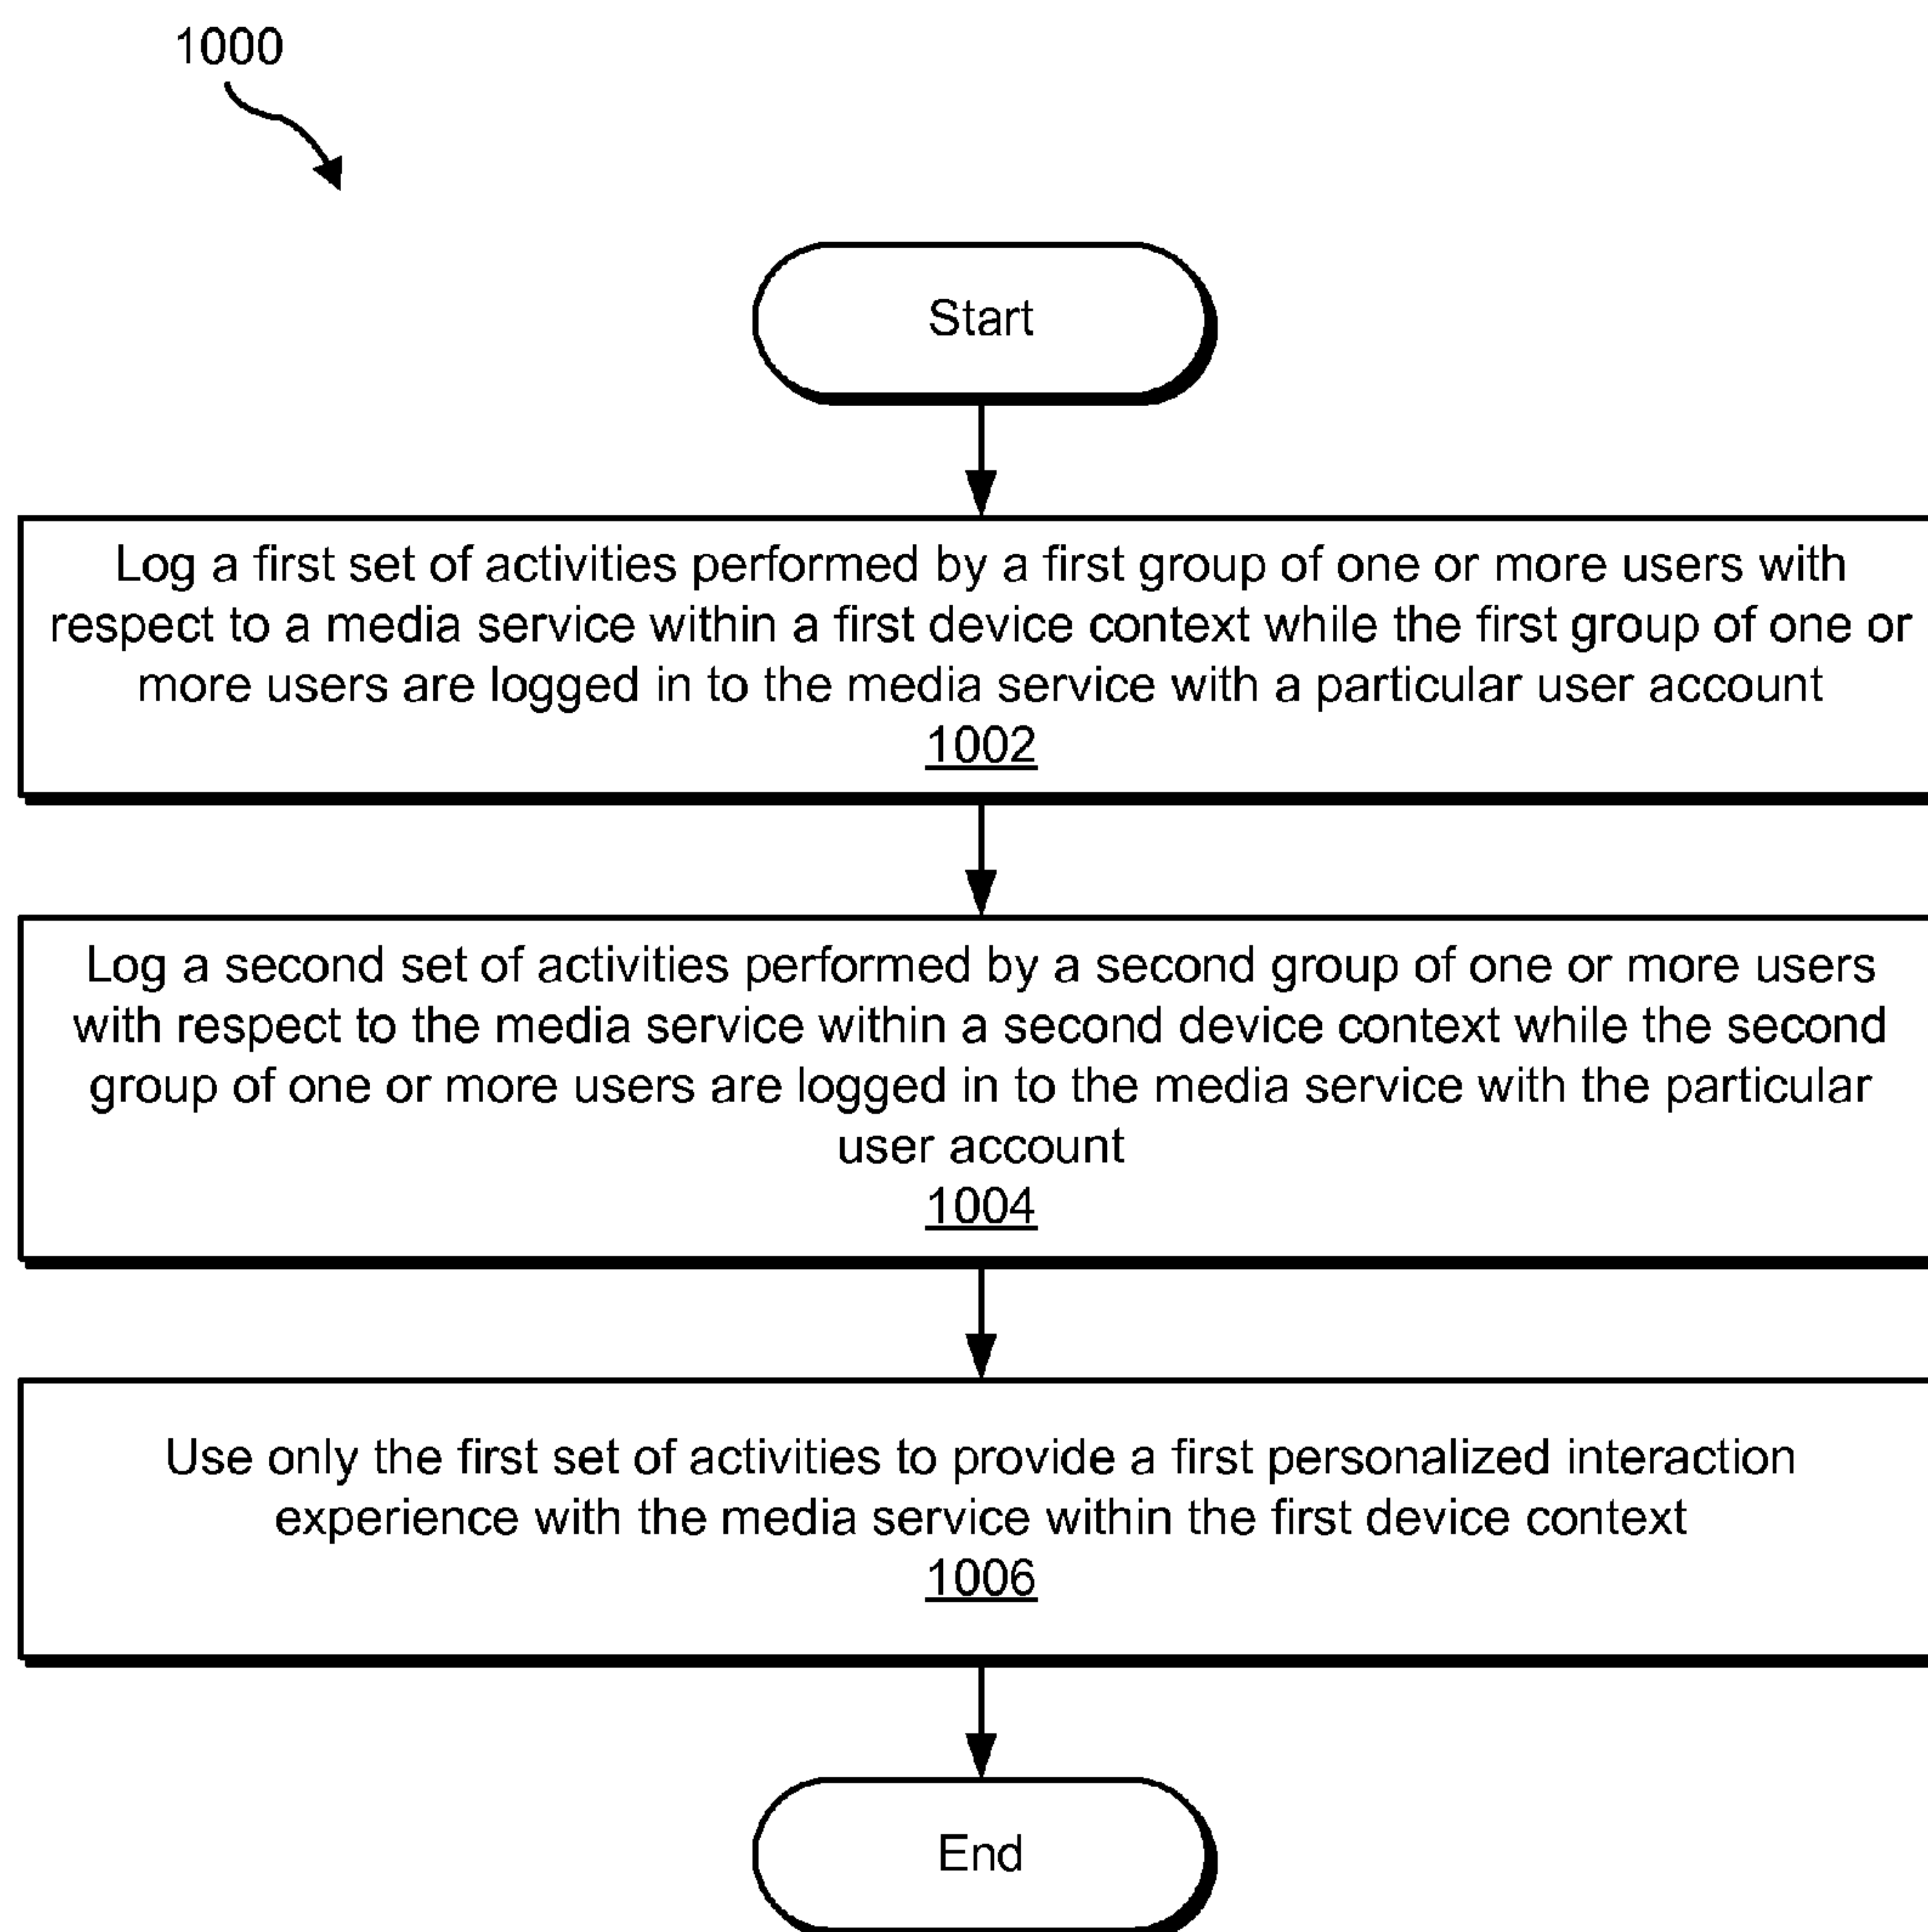 1000
Start
Log a first set of activities performed by a first group of one or more users with
respect to a media service within a first device context while the first group of one or
more users are logged in to the media service with a particular user account
1002
Log a second set of activities performed by a second group of one or more users
with respect to the media service within a second device context while the second
group of one or more users are logged in to the media service with the particular
user account
1004
Use only the first set of activities to provide a first personalized interaction
experience with the media service within the first device context
1006
End